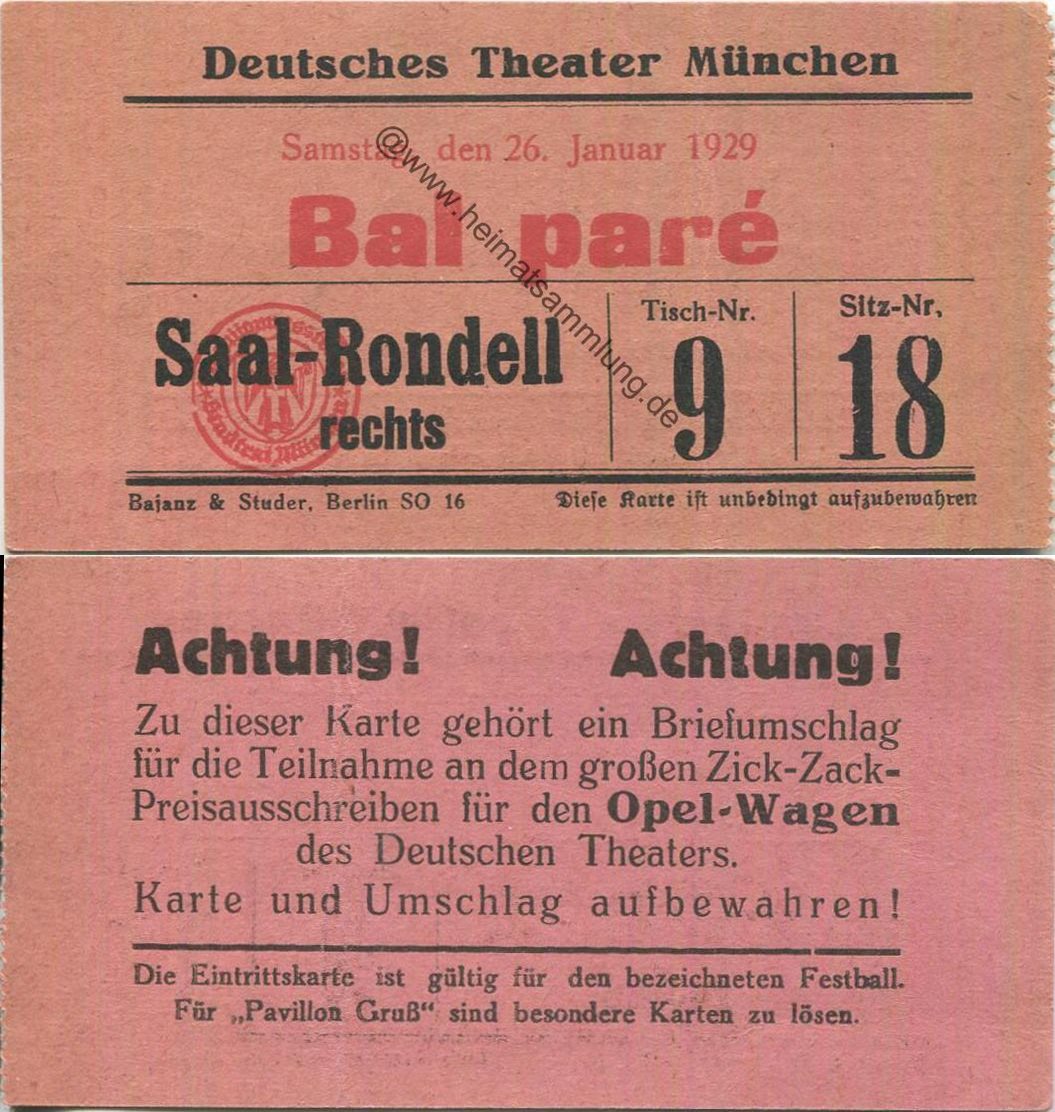 Deutsches Theater München
Samstag, den 26. Januar 1929
Bal paré
Saal-Rondell
rechts
Tisch-Nr.
9
Sitz-Nr.
18
Bajanz & Studer, Berlin SO 16
Diese Karte ist unbedingt aufzubewahren
@www.heimatsammlung.de
Achtung! Achtung!
Zu dieser Karte gehört ein Briefumschlag
für die Teilnahme an dem großen Zick-Zack-
Preisausschreiben für den Opel-Wagen
des Deutschen Theaters.
Karte und Umschlag aufbewahren!
Die Eintrittskarte ist gültig für den bezeichneten Festball.
Für „Pavillon Gruß“ sind besondere Karten zu lösen.